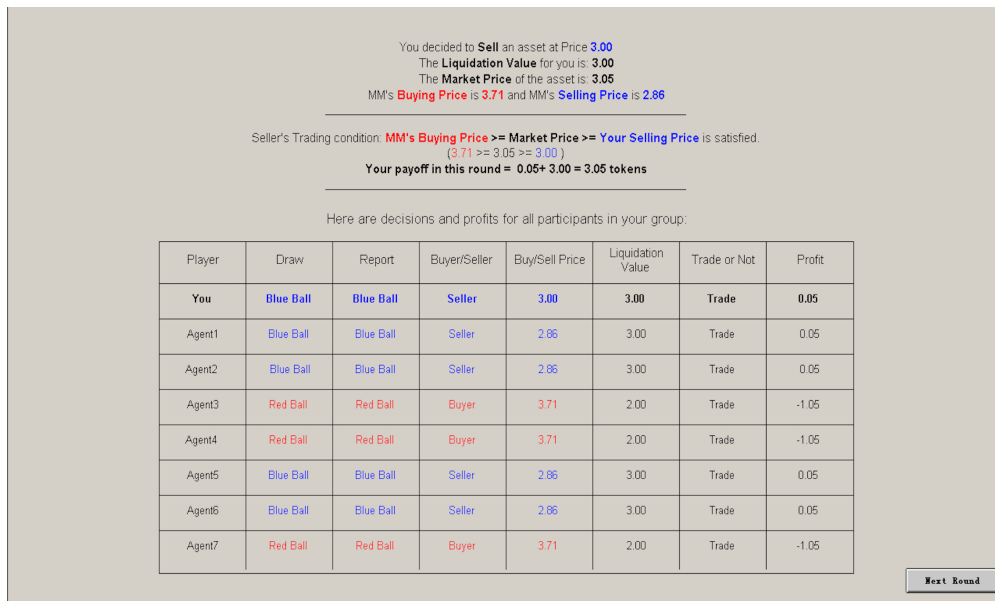 You decided to Sell an asset at Price 3.00
The Liquidation Value for you is: 3.00
The Market Price of the asset is: 3.05
MM's Buying Price is 3.71 and MM's Selling Price is 2.86
Seller's Trading condition: MM's Buying Price >= Market Price >= Your Selling Price is satisfied.
(3.71 >= 3.05 >= 3.00 )
Your payoff in this round = 0.05+ 3.00 = 3.05 tokens
Here are decisions and profits for all participants in your group:
Player Draw Report Buyer/Seller Buy/Sell Price Liquidation Value Trade or Not Profit
You Blue Ball Blue Ball Seller 3.00 3.00 Trade 0.05
Agent1 Blue Ball Blue Ball Seller 2.86 3.00 Trade 0.05
Agent2 Blue Ball Blue Ball Seller 2.86 3.00 Trade 0.05
Agent3 Red Ball Red Ball Buyer 3.71 2.00 Trade -1.05
Agent4 Red Ball Red Ball Buyer 3.71 2.00 Trade -1.05
Agent5 Blue Ball Blue Ball Seller 2.86 3.00 Trade 0.05
Agent6 Blue Ball Blue Ball Seller 2.86 3.00 Trade 0.05
Agent7 Red Ball Red Ball Buyer 3.71 2.00 Trade -1.05
Next Round